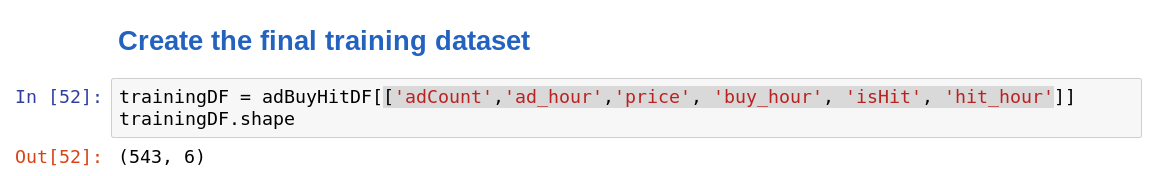 Create the final training dataset
In [52]: trainingDF = adBuyHitDF[['adCount','ad_hour','price', 'buy_hour', 'isHit', 'hit_hour']]
trainingDF.shape
Out[52]: (543, 6)